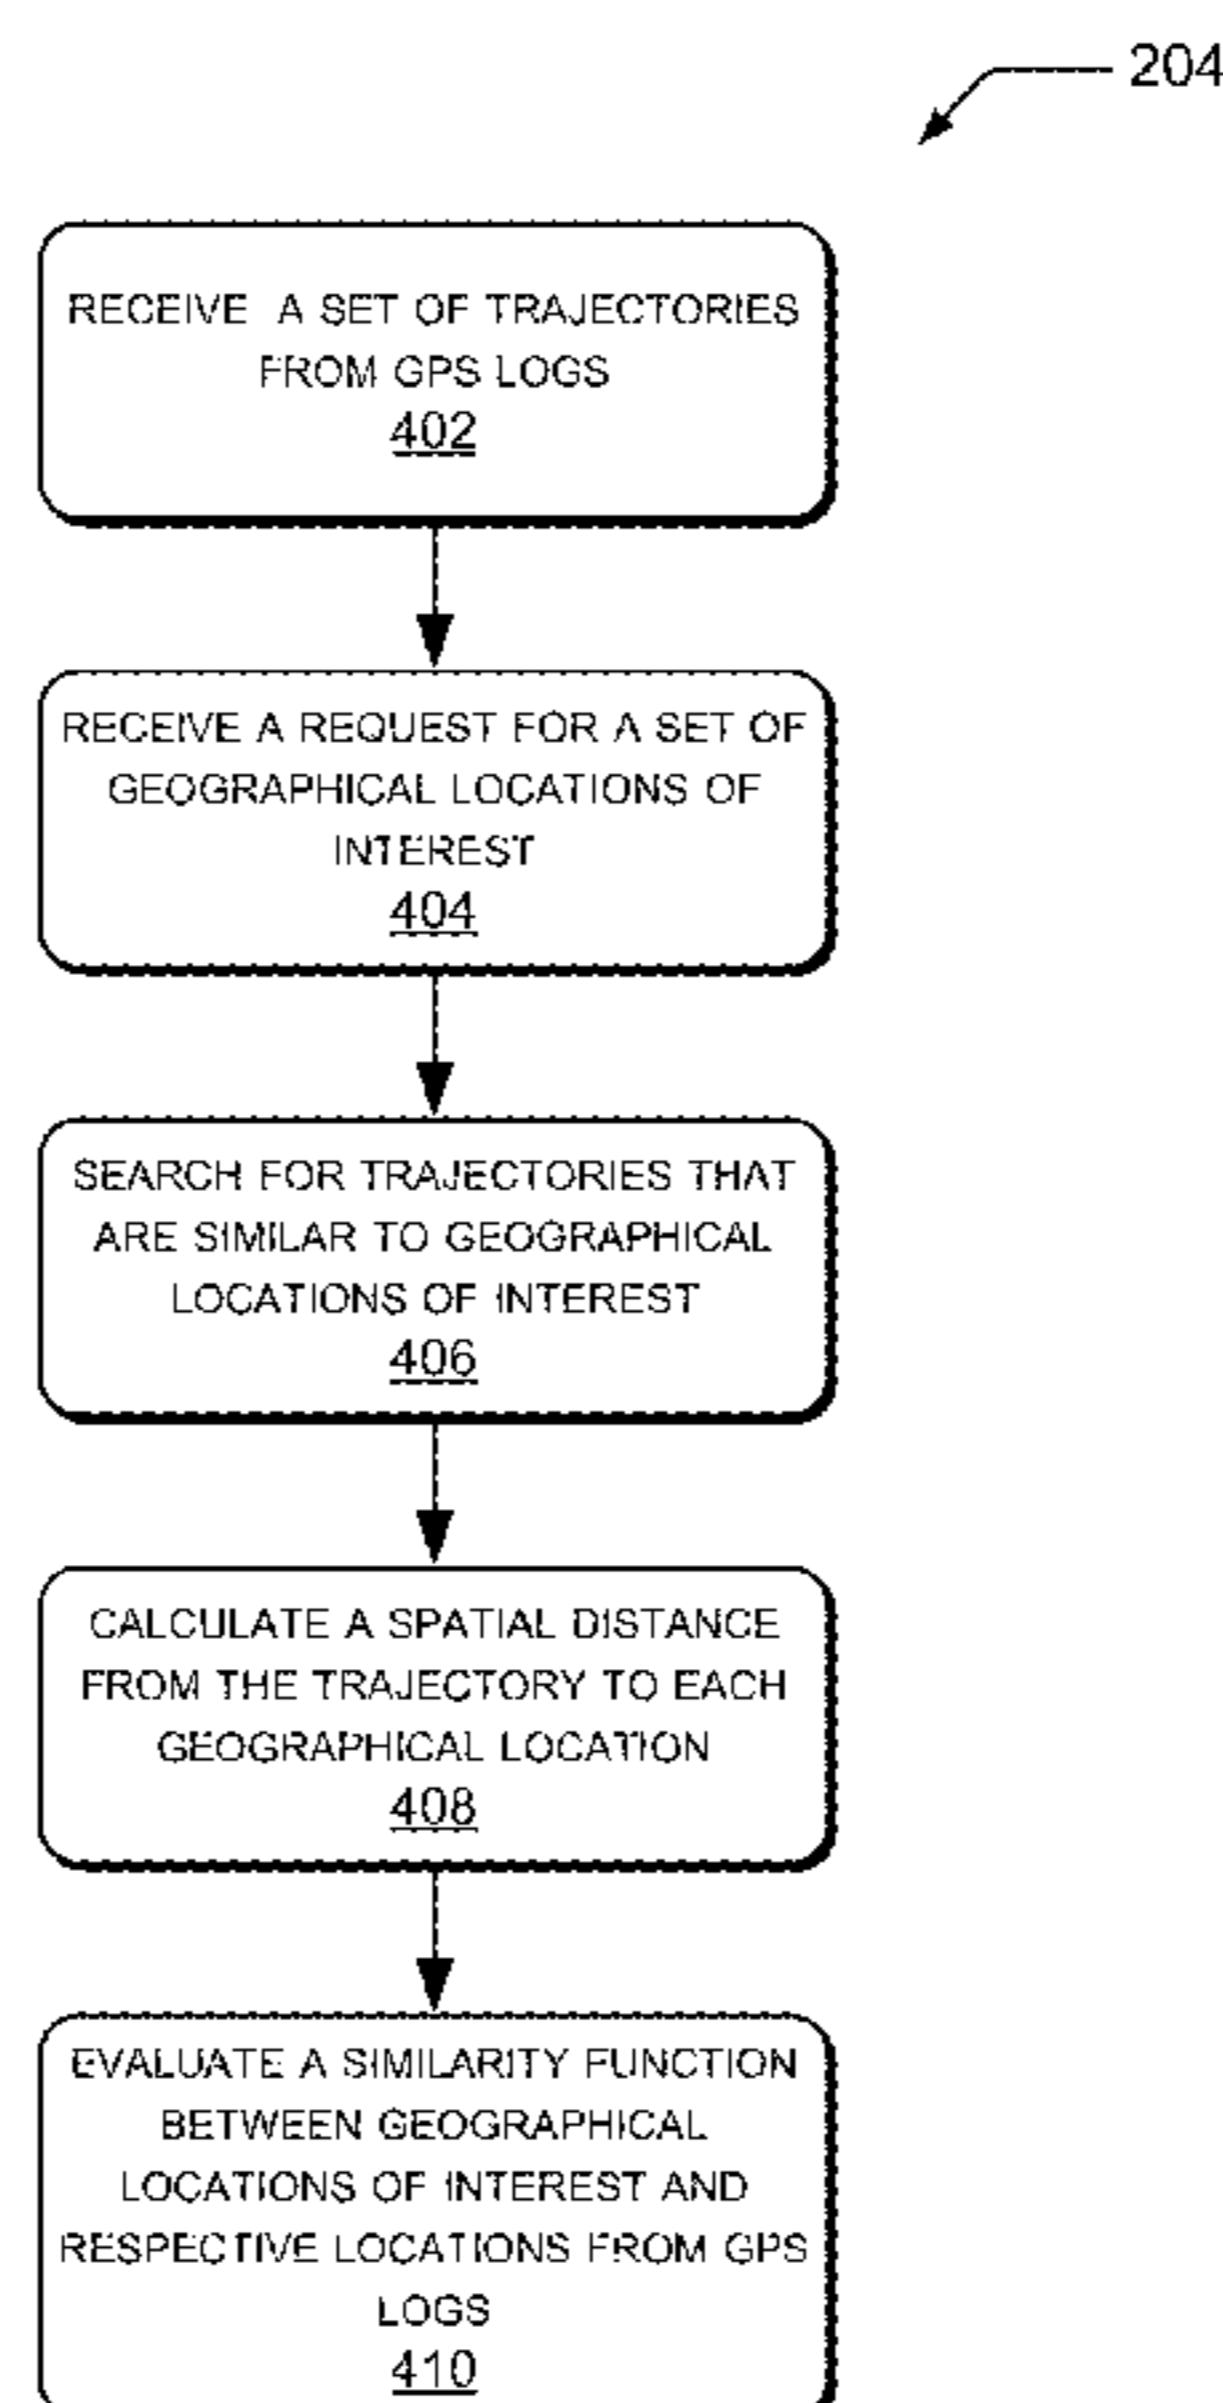 204
RECEIVE A SET OF TRAJECTORIES
FROM GPS LOGS
402
RECEIVE A REQUEST FOR A SET OF
GEOGRAPHICAL LOCATIONS OF
INTEREST
404
SEARCH FOR TRAJECTORIES THAT
ARE SIMILAR TO GEOGRAPHICAL
LOCATIONS OF INTEREST
406
CALCULATE A SPATIAL DISTANCE
FROM THE TRAJECTORY TO EACH
GEOGRAPHICAL LOCATION
408
EVALUATE A SIMILARITY FUNCTION
BETWEEN GEOGRAPHICAL
LOCATIONS OF INTEREST AND
RESPECTIVE LOCATIONS FROM GPS
LOGS
410